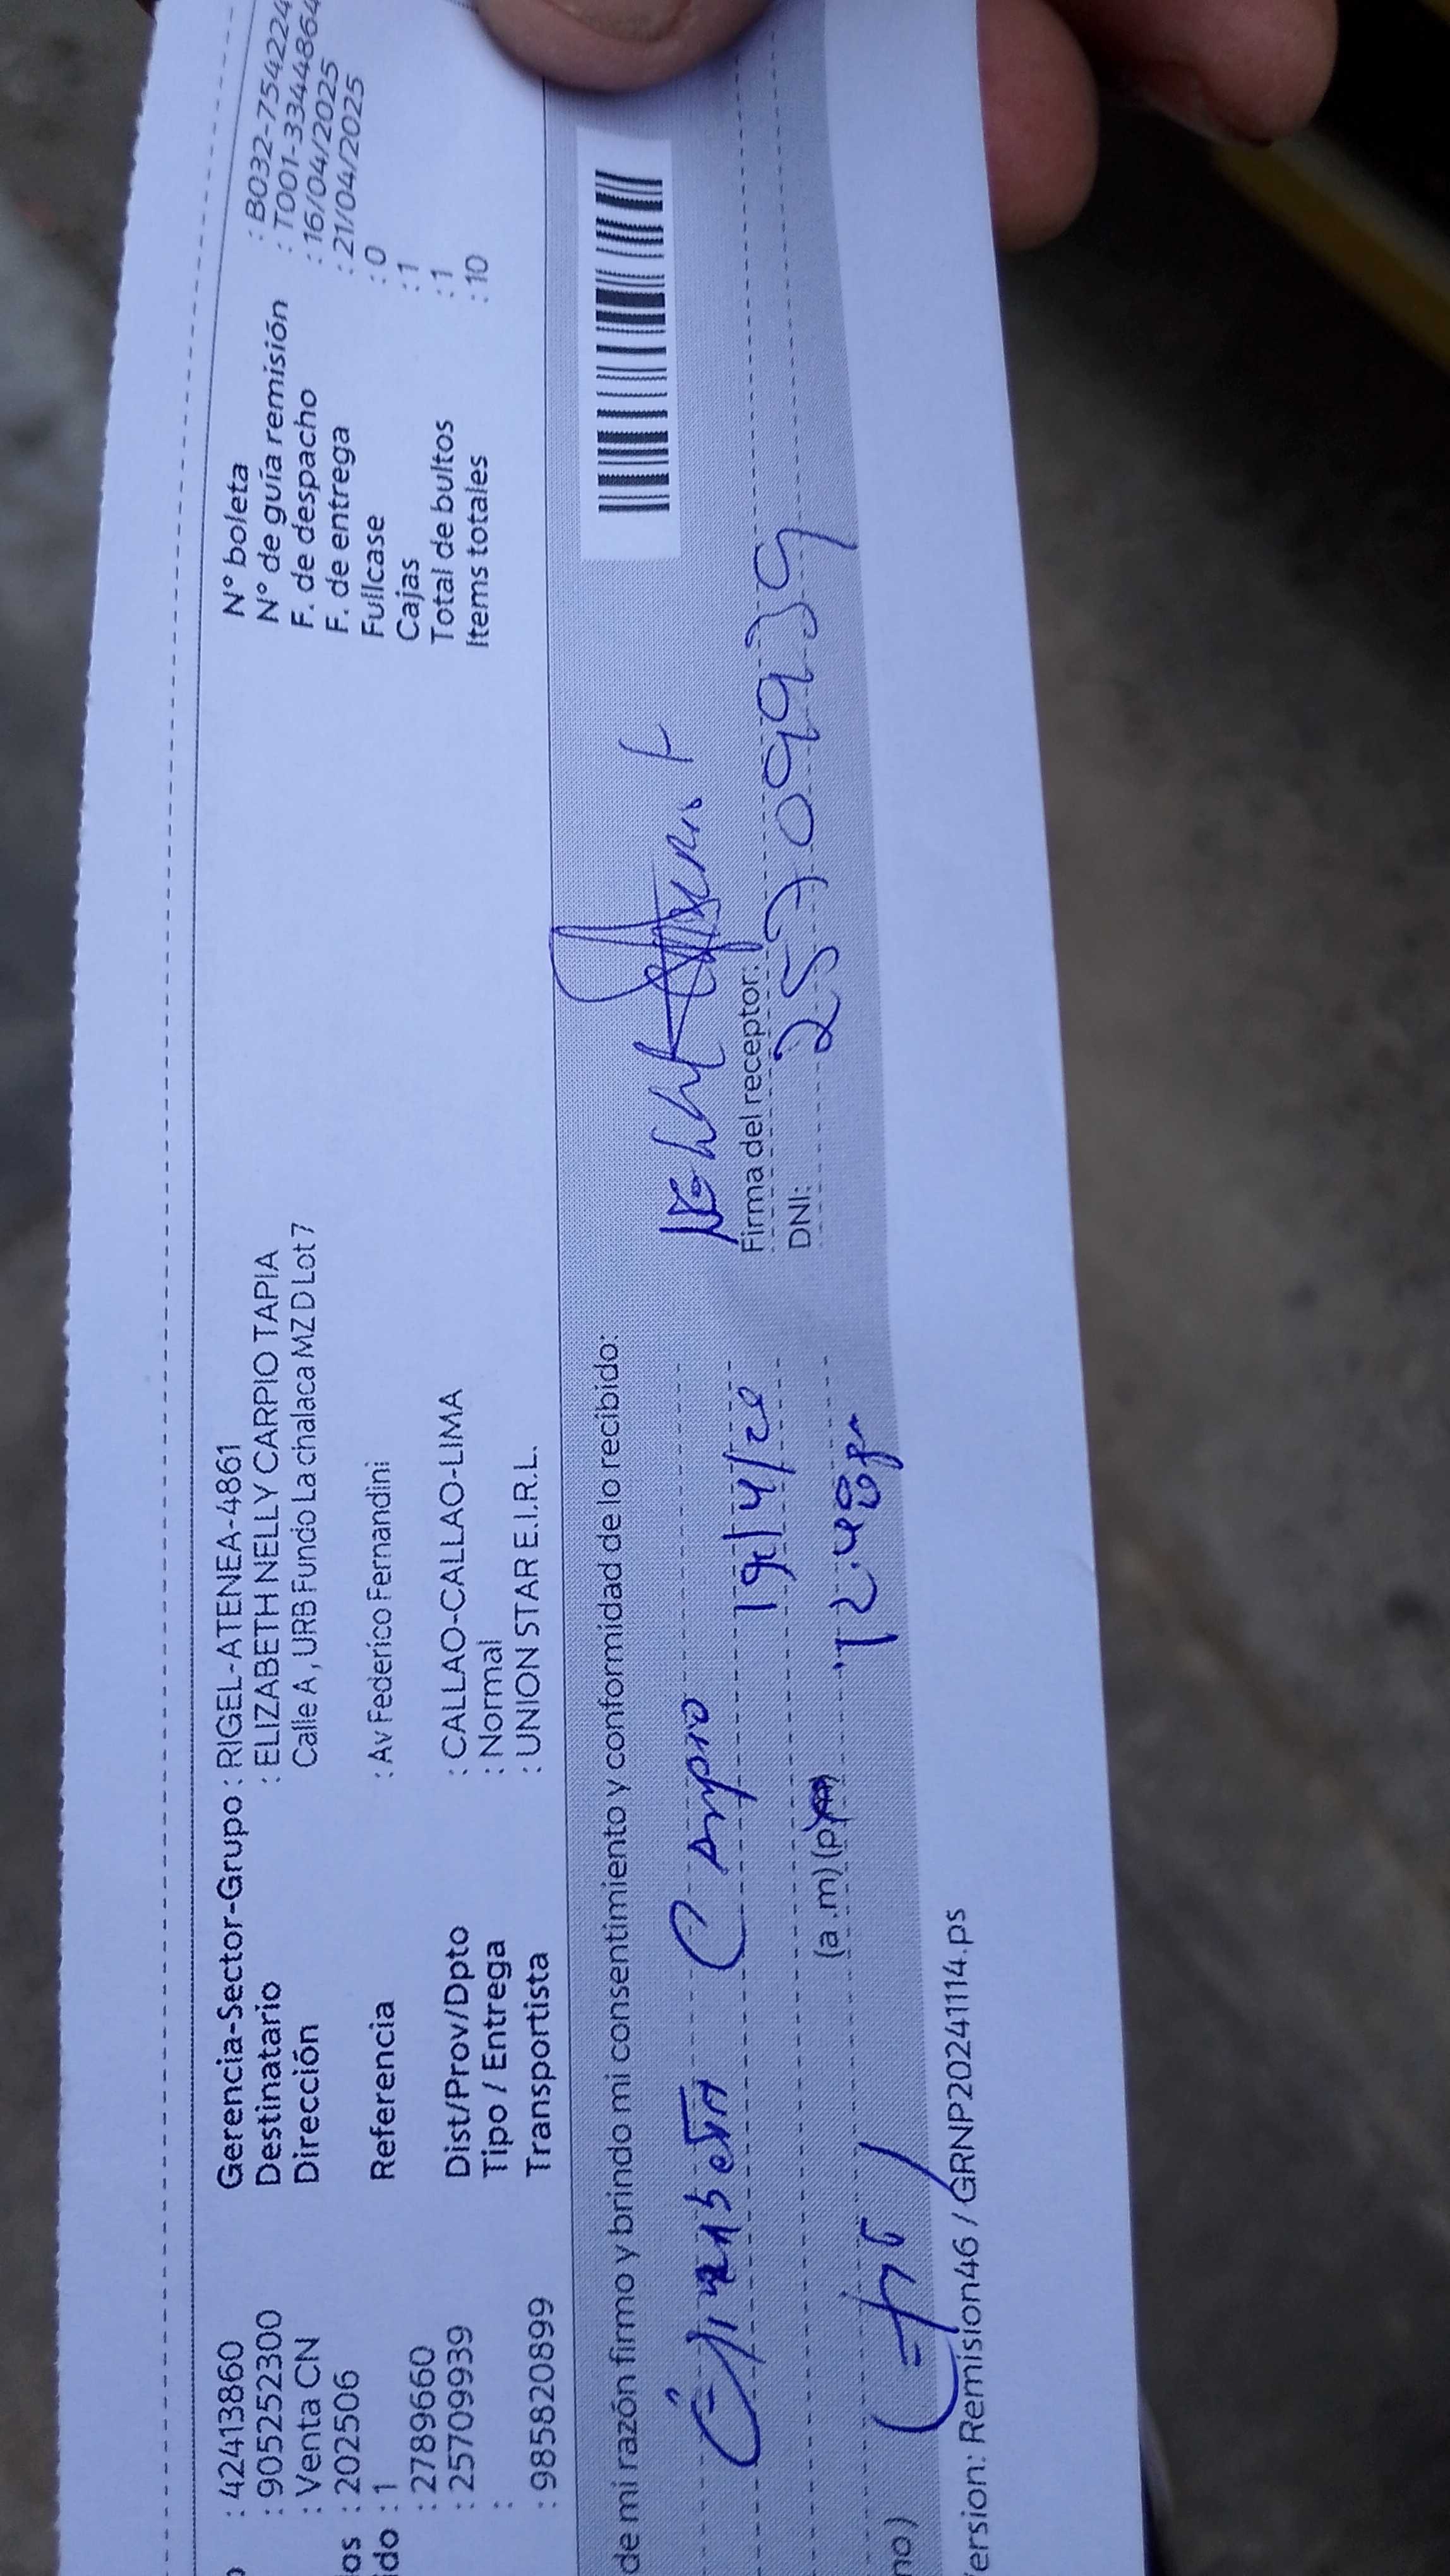 : 42413860 Gerencia-Sector-Grupo : RIGEL-ATENEA-4861 N° boleta : B032-754224
: 9052522300 Destinatario : ELIZABETH NELLY CARPIO TAPIA N° de guía remisión : T001-3344864
: Venta CN Dirección Calle A , URB Fundo La chalaca MZ D Lot 7 F. de despacho : 16/04/2025
os : 202506 F. de entrega : 21/04/2025
do : 1 Referencia : Av Federico Fernandini Fullcase : 0
: 2789660 Cajas : 1
: 25709939 Dist/Prov/Dpto : CALLAO-CALLAO-LIMA Total de bultos : 1
: Tipo / Entrega : Normal Items totales : 10
: 985820899 Transportista : UNION STAR E.I.R.L.
de mi razón firmo y brindo mi consentimiento y conformidad de lo recibido:
Carpio
19/4/20 Firma del receptor:
(a .m) (p 12:48 DNI: 25709939
no)
ersion: Remision46 / GRNP20241114.ps